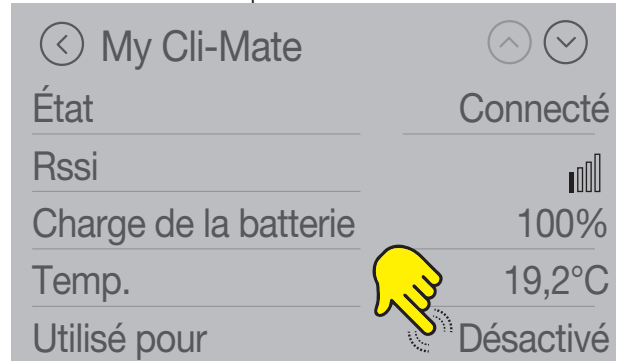 My Cli-Mate
État Connecté
Rssi
Charge de la batterie 100%
Temp. 19,2°C
Utilisé pour Désactivé